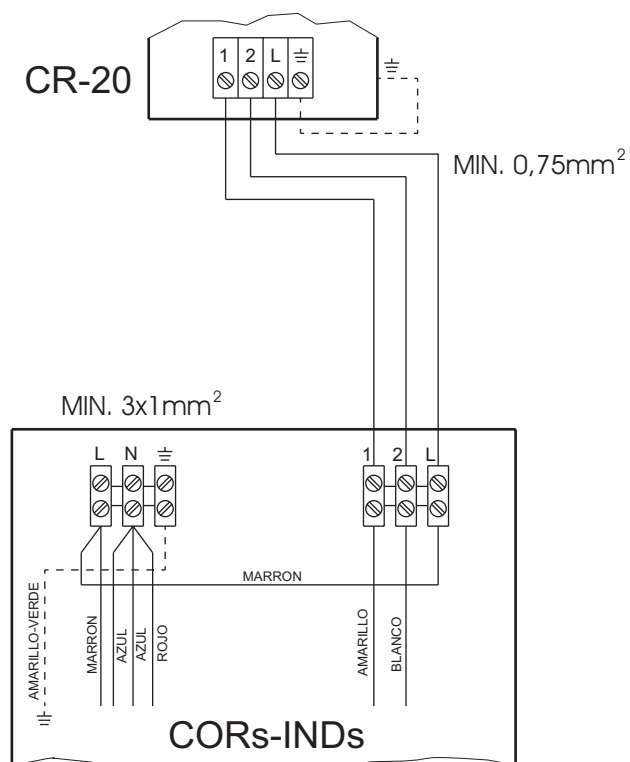 1 2 L
CR-20
MIN. 0,75mm²
MIN. 3x1mm²
L N
1 2 L
MARRON
AMARILLO-VERDE
MARRON
AZUL
AZUL
ROJO
AMARILLO
BLANCO
CORs-INDs